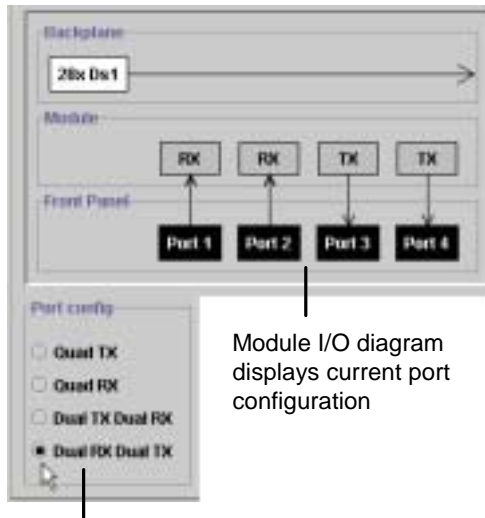 Backplane
28x Ds1
Module
RX RX TX TX
Front Panel
Port 1 Port 2 Port 3 Port 4
Port config
Quad TX
Quad RX
Dual TX Dual RX
Dual RX Dual TX
Module I/O diagram
displays current port
configuration